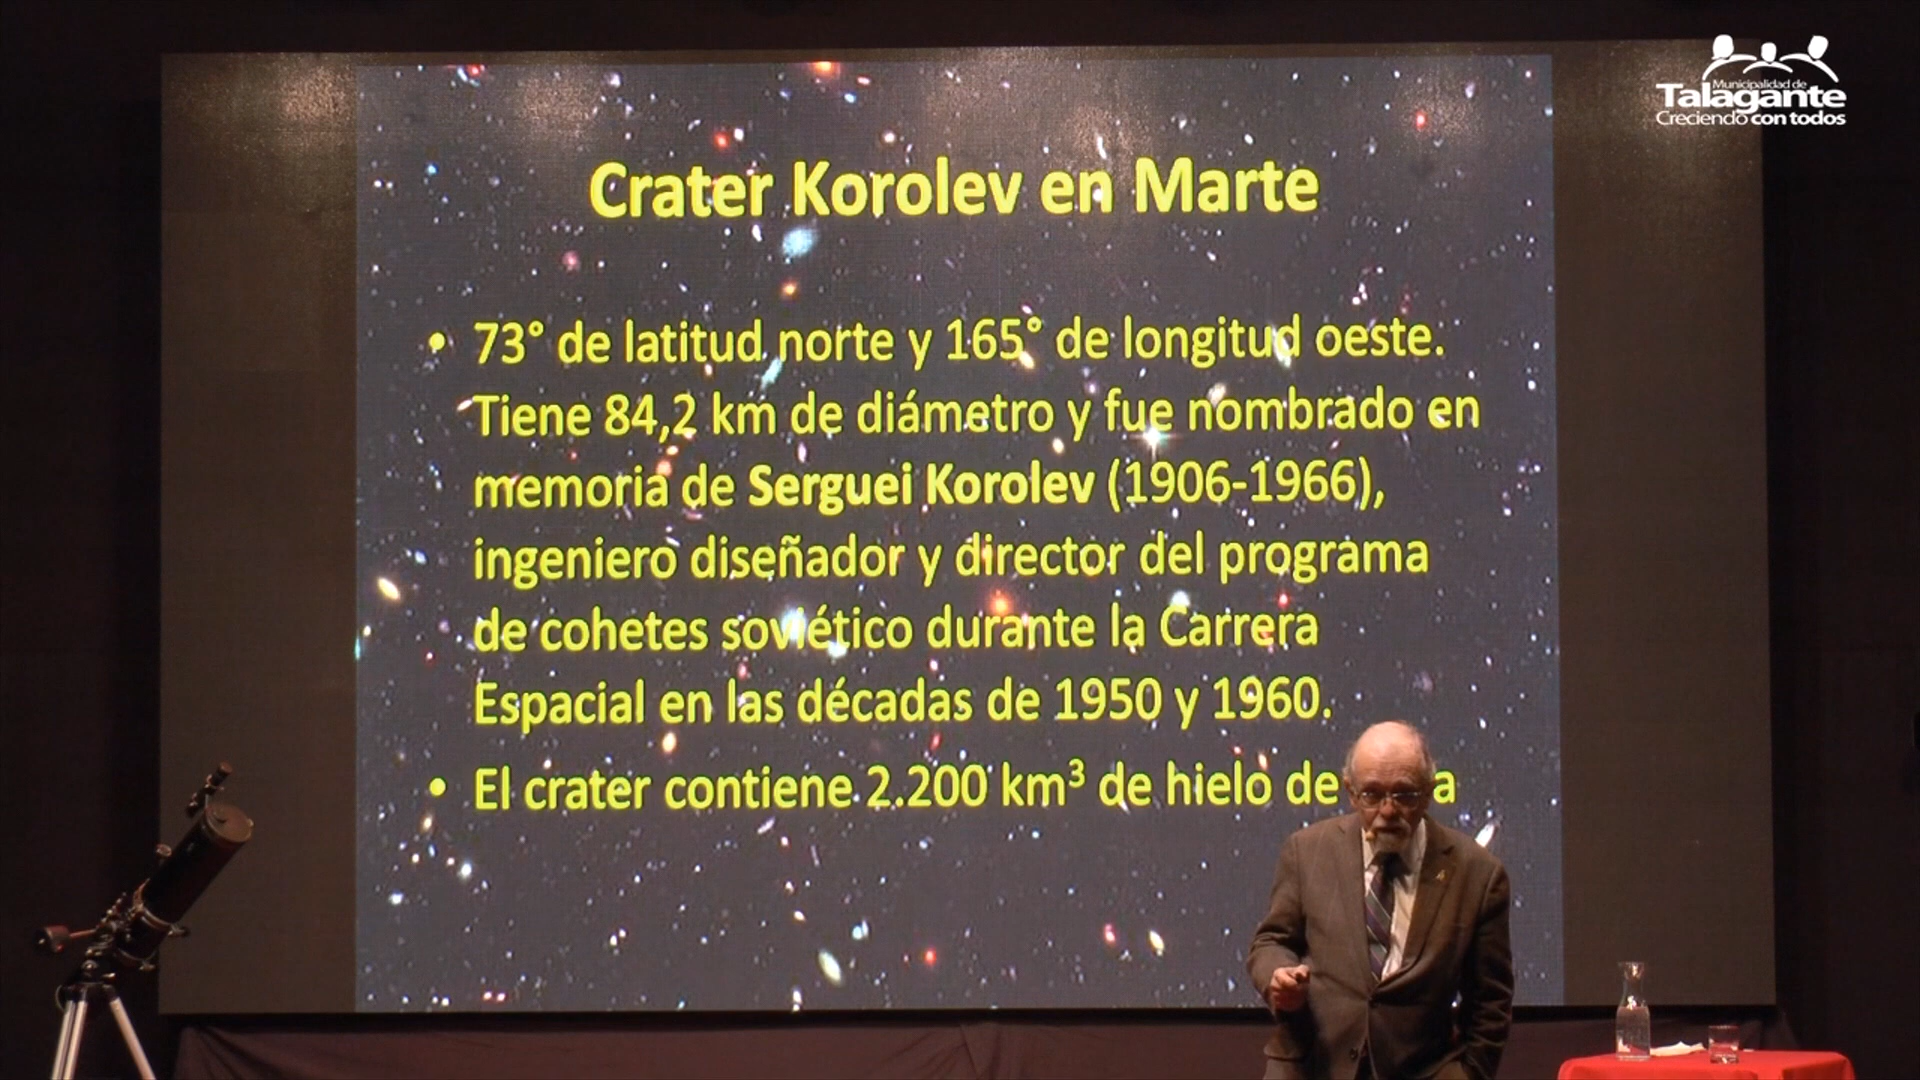 Municipalidad de
Talagante
Creciendo con todos
Crater Korolev en Marte
• 73° de latitud norte y 165° de longitud oeste.
Tiene 84,2 km de diámetro y fue nombrado en
memoria de Serguei Korolev (1906-1966),
ingeniero diseñador y director del programa
de cohetes soviético durante la Carrera
Espacial en las décadas de 1950 y 1960.
• El crater contiene 2.200 km³ de hielo de